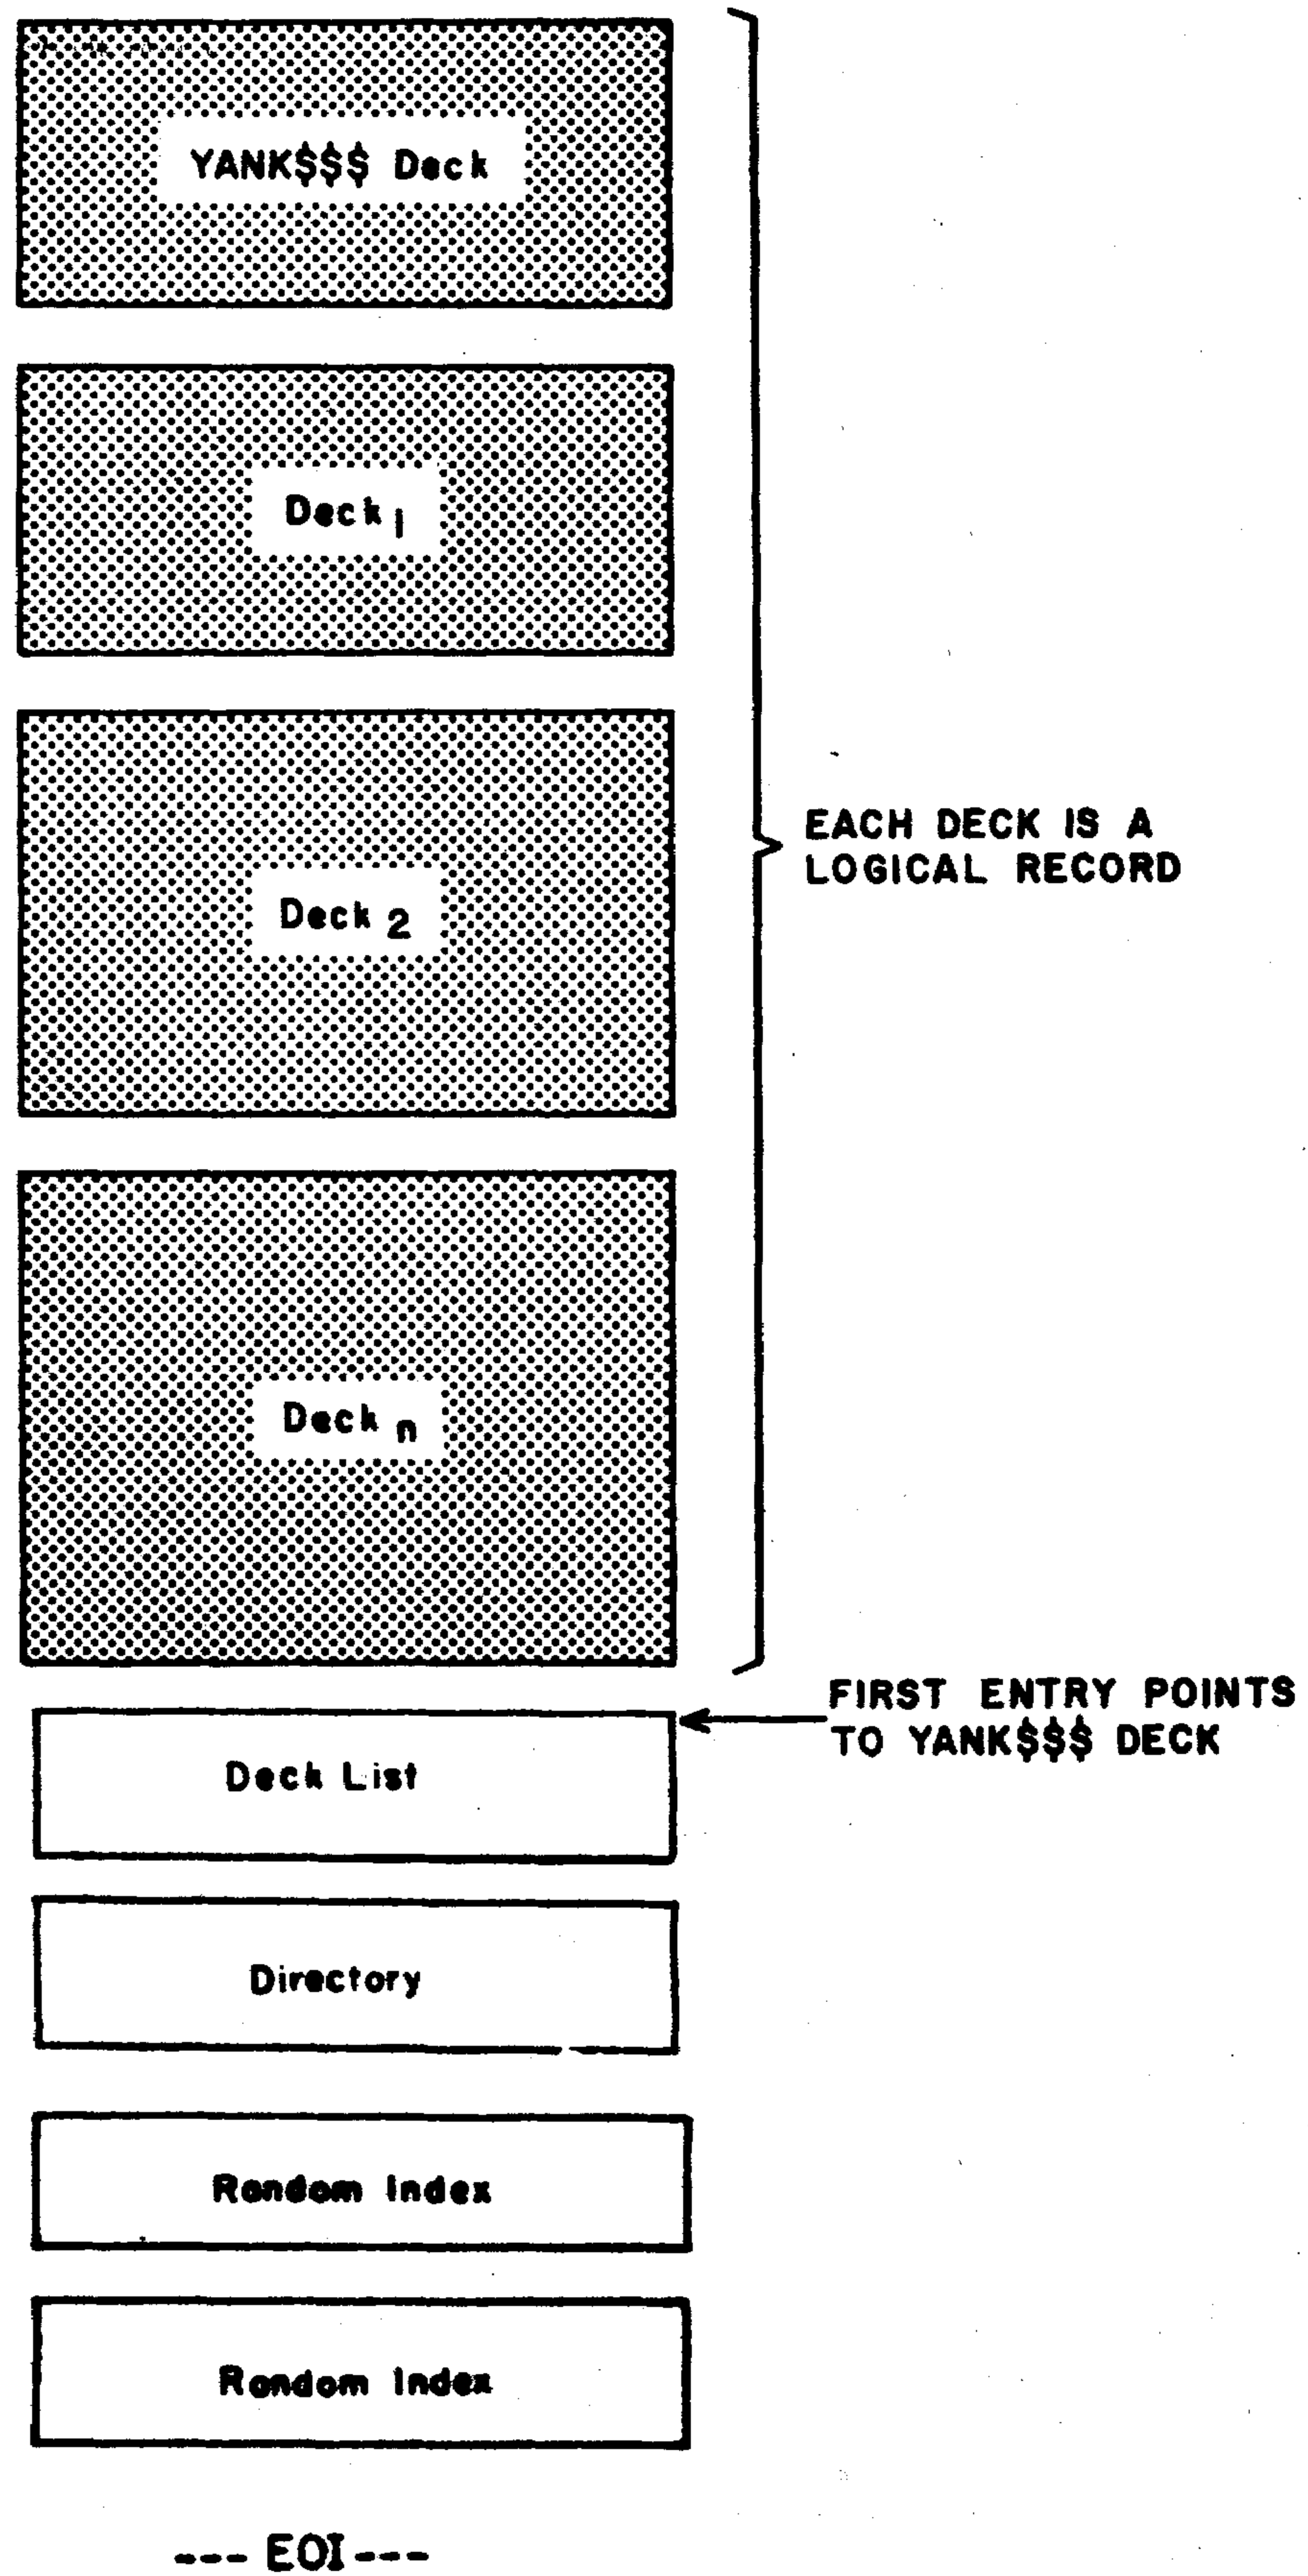 YANK$$$ Deck
Deck 1
Deck 2
EACH DECK IS A
LOGICAL RECORD
Deck n
FIRST ENTRY POINTS
TO YANK$$$ DECK
Deck List
Directory
Random Index
Random Index
--- EOI ---